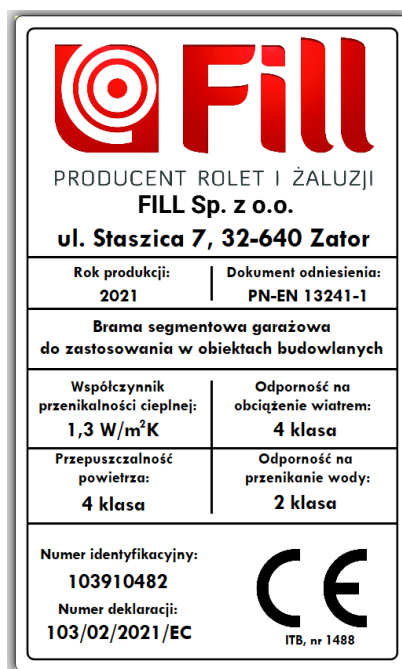 Fill
PRODUCENT ROLET I ŻALUZJI
FILL Sp. z o.o.
ul. Staszica 7, 32-640 Zator
Rok produkcji:
2021
Dokument odniesienia:
PN-EN 13241-1
Brama segmentowa garażowa
do zastosowania w obiektach budowlanych
Współczynnik
przenikalności cieplnej:
1,3 W/m²K
Odporność na
obciążenie wiatrem:
4 klasa
Przepuszczalność
powietrza:
4 klasa
Odporność na
przenikanie wody:
2 klasa
Numer identyfikacyjny:
103910482
Numer deklaracji:
103/02/2021/EC
CE
ITB, nr 1488